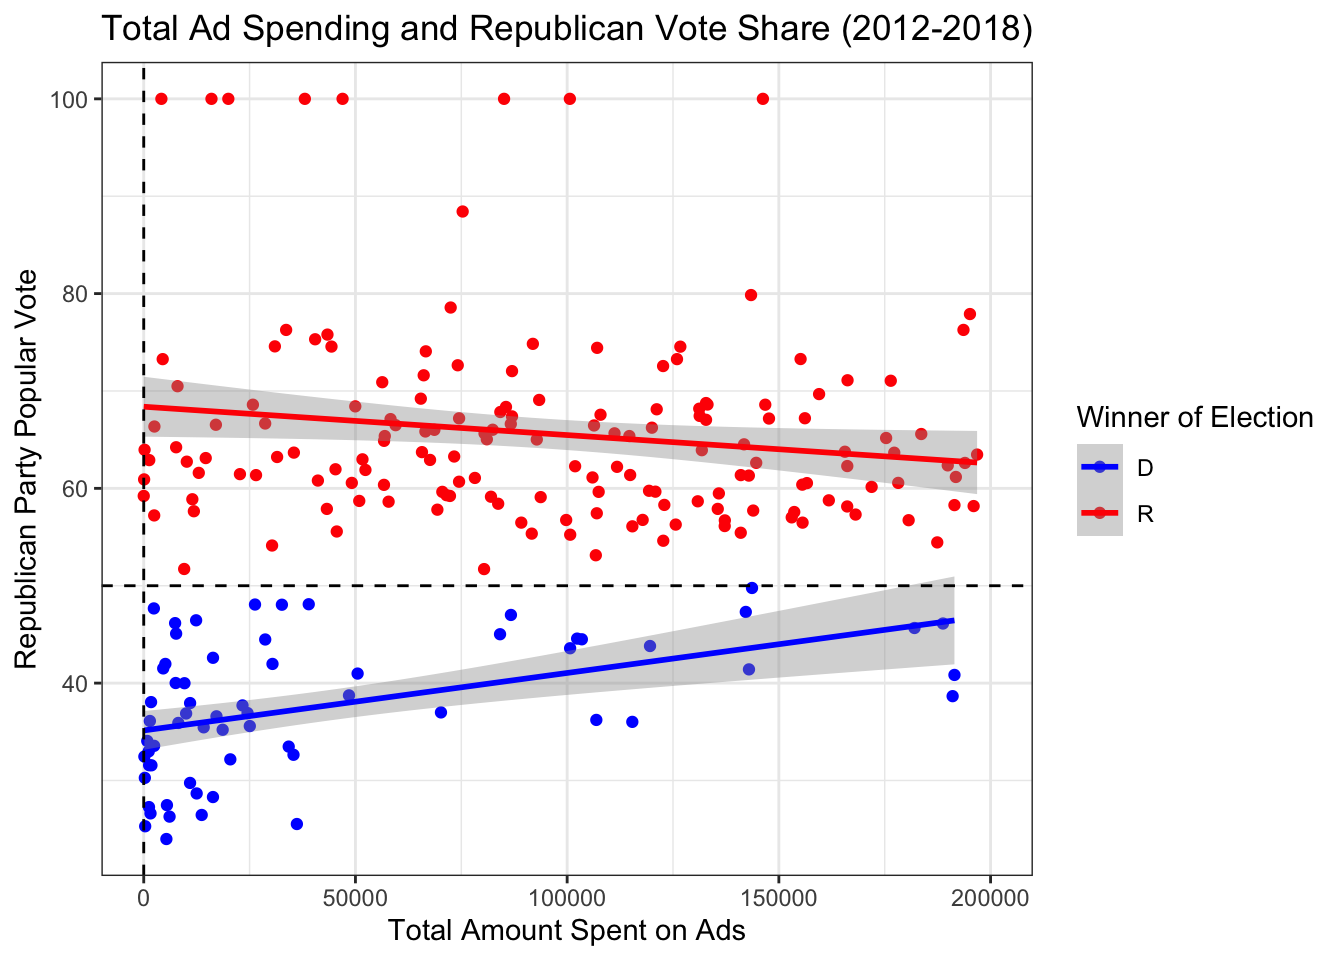 Total Ad Spending and Republican Vote Share (2012-2018)
Republican Party Popular Vote
100
80
60
40
0
50000
100000
150000
200000
Total Amount Spent on Ads
Winner of Election
D
R